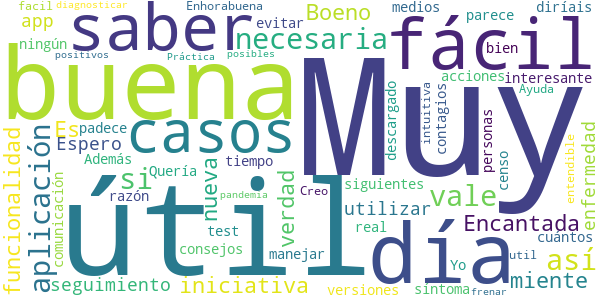 facil
diagnosticar
Enhorabuena
medios
diríais
app
saber
evitar
Boeno
parece
ningún
necesaria
fácil
bien
positivos
Práctica
posibles
acciones
interesante
buena
Muy
Ayuda
descargado
intuitiva
contagios
personas
censo
entendible
enfermedad
funcionalidad
aplicación
Es
padece
casos
Espero
comunicación
Además
Quería
tiempo
útil
si
nueva
verdad
razón
pandemia
Creo
siguientes
vale
utilizar
Encantada
test
real
día
cuántos
así
consejos
manejar
Yo
util
seguimiento
iniciativa
versiones
síntoma
miente
frenar